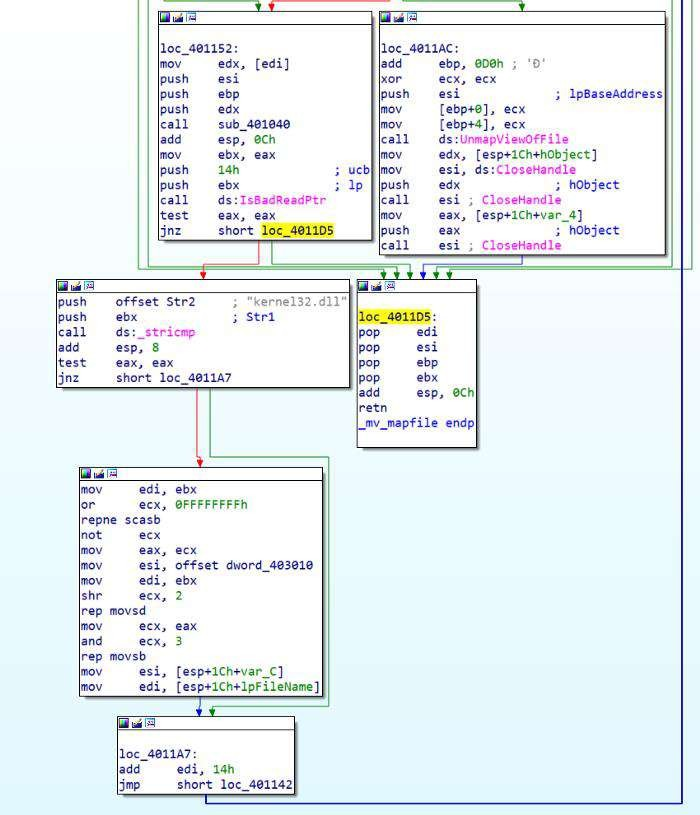 loc_401152:
mov edx, [edi]
push esi
push ebp
push edx
call sub_401040
add esp, 0Ch
mov ebx, eax
push 14h ; ucb
push ebx ; lp
call ds:IsBadReadPtr
test eax, eax
jnz short loc_4011D5
loc_4011AC:
add ebp, 0D0h ; 'Đ'
xor ecx, ecx
push esi ; lpBaseAddress
mov [ebp+0], ecx
mov [ebp+4], ecx
call ds:UnmapViewOfFile
mov edx, [esp+1Ch+hObject]
mov esi, ds:CloseHandle
push edx ; hObject
call esi ; CloseHandle
mov eax, [esp+1Ch+var_4]
push eax ; hObject
call esi ; CloseHandle
push offset Str2 ; "kernel32.dll"
push ebx ; Str1
call ds:_stricmp
add esp, 8
test eax, eax
jnz short loc_4011A7
loc_4011D5:
pop edi
pop esi
pop ebp
pop ebx
add esp, 0Ch
retn
_mv_mapfile endp
mov edi, ebx
or ecx, 0FFFFFFFFh
repne scasb
not ecx
mov eax, ecx
mov esi, offset dword_403010
mov edi, ebx
shr ecx, 2
rep movsd
mov ecx, eax
and ecx, 3
rep movsb
mov esi, [esp+1Ch+var_C]
mov edi, [esp+1Ch+lpFileName]
loc_4011A7:
add edi, 14h
jmp short loc_401142